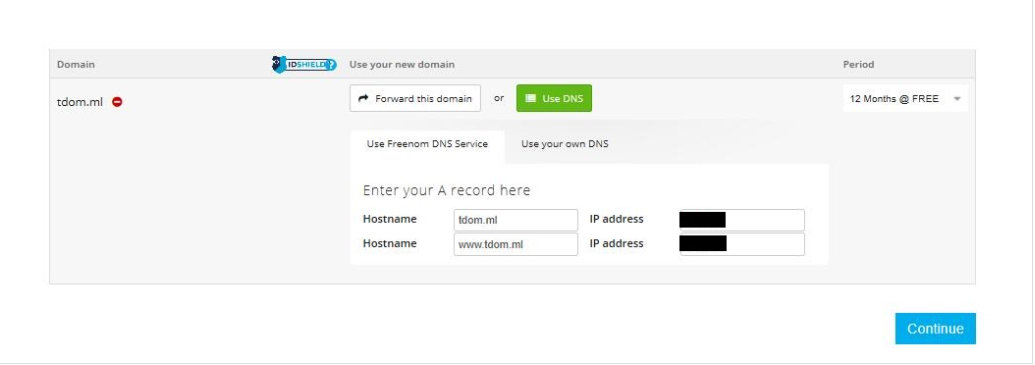 Domain IDSHIELD ? Use your new domain Period
tdom.ml Forward this domain or Use DNS 12 Months @ FREE
Use Freenom DNS Service Use your own DNS
Enter your A record here
Hostname tdom.ml IP address
Hostname www.tdom.ml IP address
Continue